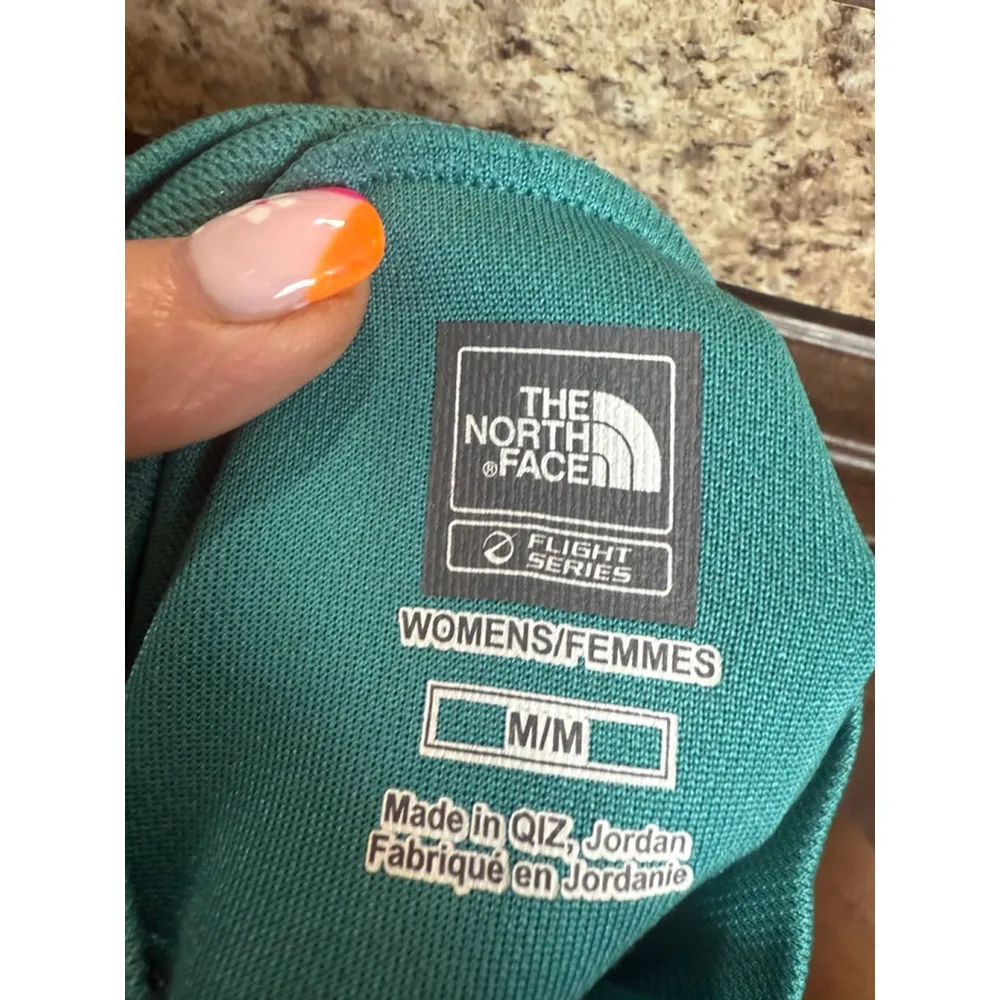 THE
NORTH
®FACE
FLIGHT
SERIES
WOMENS/FEMMES
M/M
Made in QIZ, Jordan
Fabriqué en Jordanie